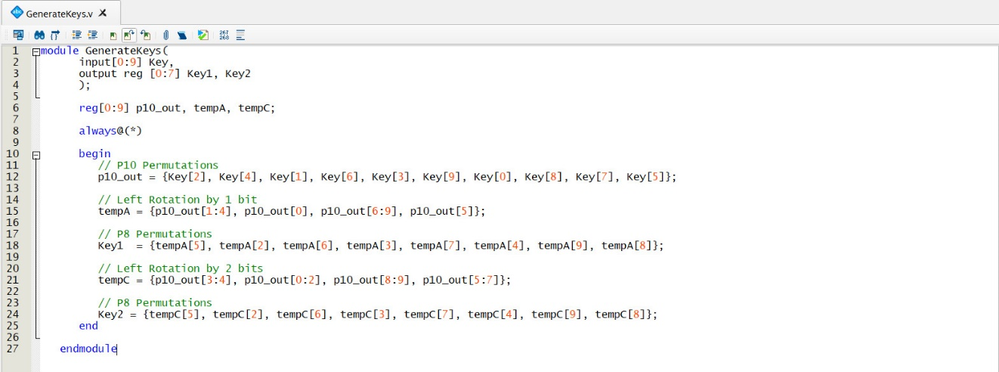 GenerateKeys.v
267
268
1 module GenerateKeys(
2 input[0:9] Key,
3 output reg [0:7] Key1, Key2
4 );
5
6 reg[0:9] p10_out, tempA, tempC;
7
8 always@(*)
9
10 begin
11 // P10 Permutations
12 p10_out = {Key[2], Key[4], Key[1], Key[6], Key[3], Key[9], Key[0], Key[8], Key[7], Key[5]};
13
14 // Left Rotation by 1 bit
15 tempA = {p10_out[1:4], p10_out[0], p10_out[6:9], p10_out[5]};
16
17 // P8 Permutations
18 Key1  = {tempA[5], tempA[2], tempA[6], tempA[3], tempA[7], tempA[4], tempA[9], tempA[8]};
19
20 // Left Rotation by 2 bits
21 tempC = {p10_out[3:4], p10_out[0:2], p10_out[8:9], p10_out[5:7]};
22
23 // P8 Permutations
24 Key2 = {tempC[5], tempC[2], tempC[6], tempC[3], tempC[7], tempC[4], tempC[9], tempC[8]};
25 end
26
27 endmodule